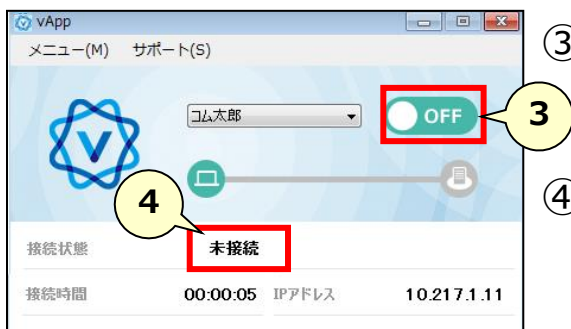 vApp
メニュー(M) サポート(S)
③
コム太郎 OFF
3
V
4
④
接続状態 未接続
接続時間 00:00:05 IPアドレス 10.217.1.11